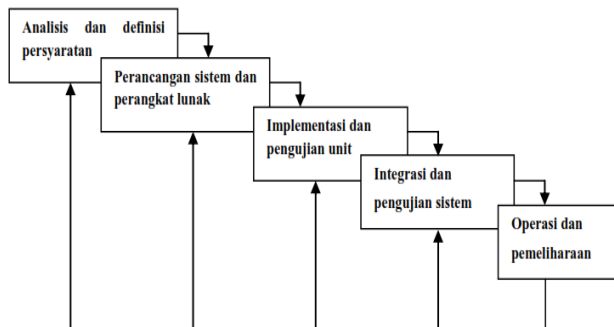 Analisis dan definisi
persyaratan
Perancangan sistem dan
perangkat lunak
Implementasi dan
pengujian unit
Integrasi dan
pengujian sistem
Operasi dan
pemeliharaan